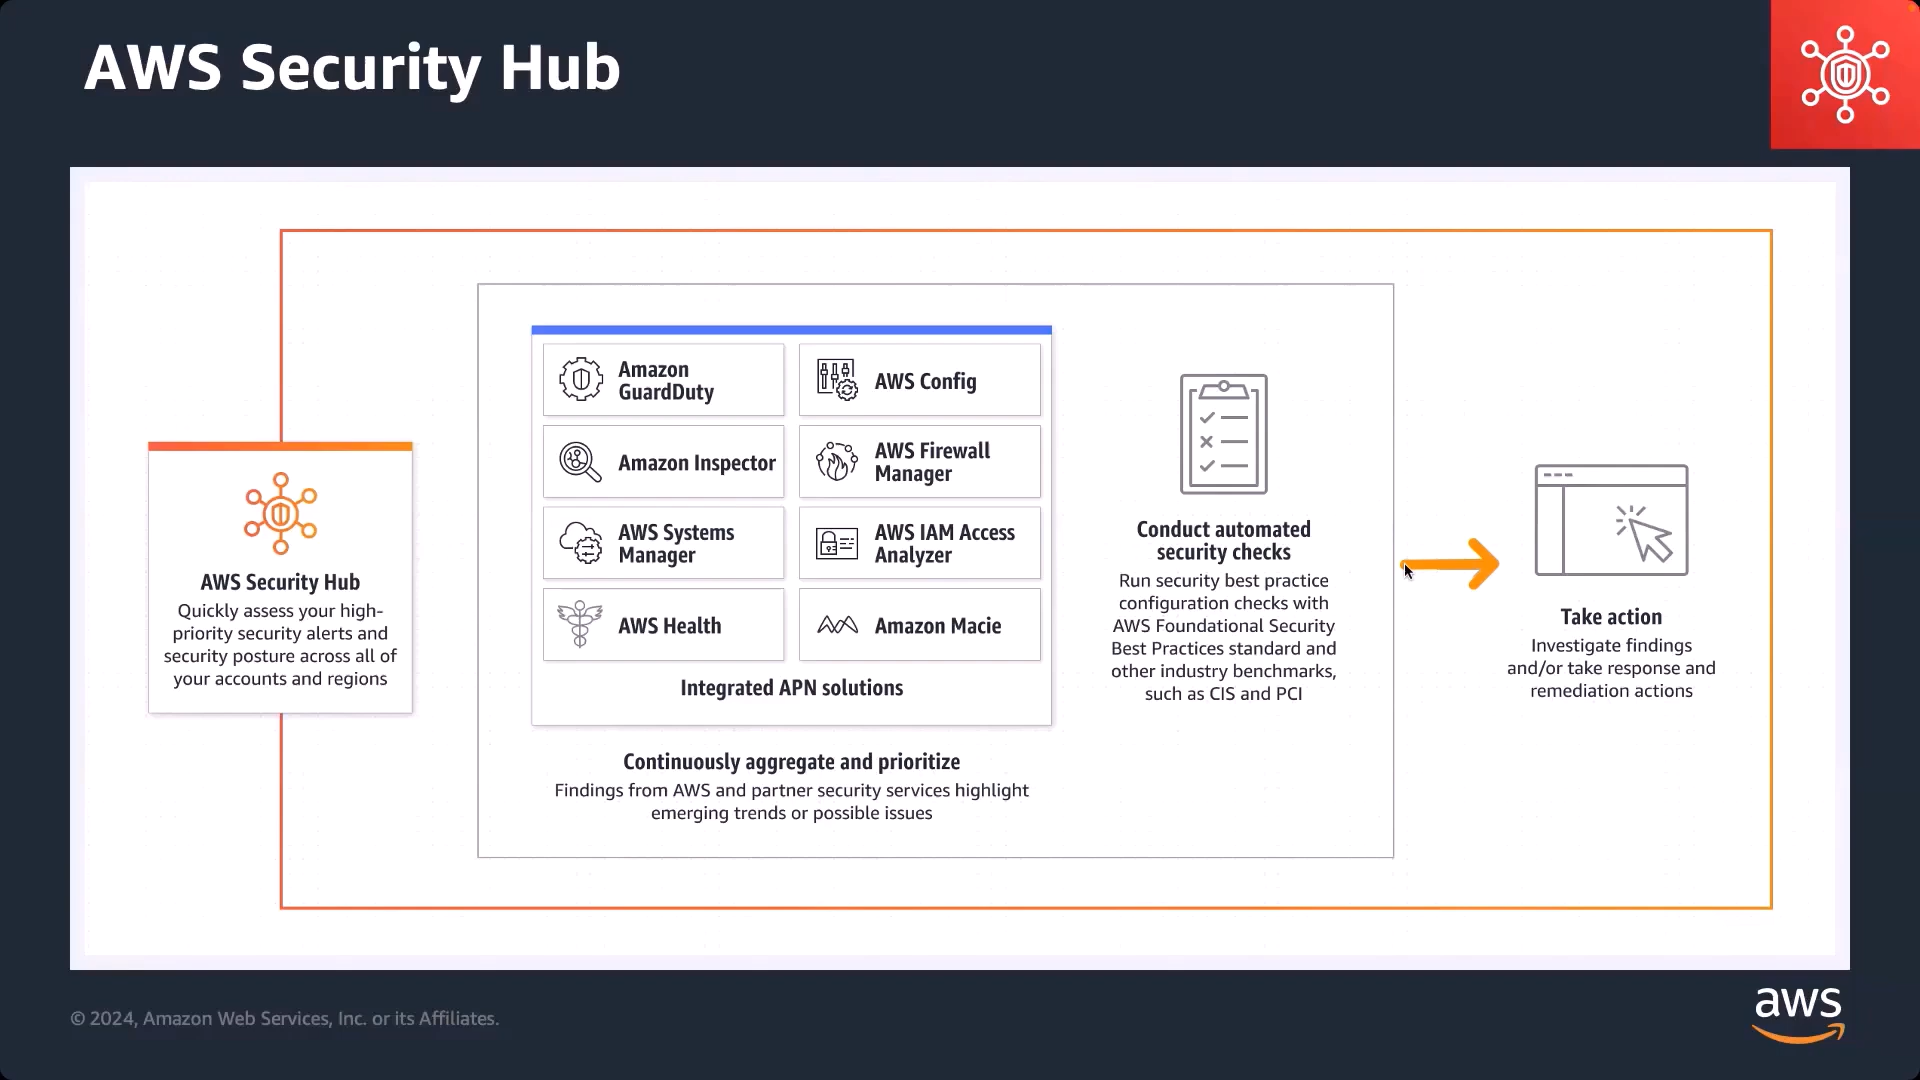 AWS Security Hub
AWS Security Hub
Quickly assess your high-
priority security alerts and
security posture across all of
your accounts and regions
Amazon
GuardDuty
AWS Config
Amazon Inspector
AWS Firewall
Manager
AWS Systems
Manager
AWS IAM Access
Analyzer
AWS Health
Amazon Macie
Integrated APN solutions
Continuously aggregate and prioritize
Findings from AWS and partner security services highlight
emerging trends or possible issues
Conduct automated
security checks
Run security best practice
configuration checks with
AWS Foundational Security
Best Practices standard and
other industry benchmarks,
such as CIS and PCI
Take action
Investigate findings
and/or take response and
remediation actions
© 2024, Amazon Web Services, Inc. or its Affiliates.
aws